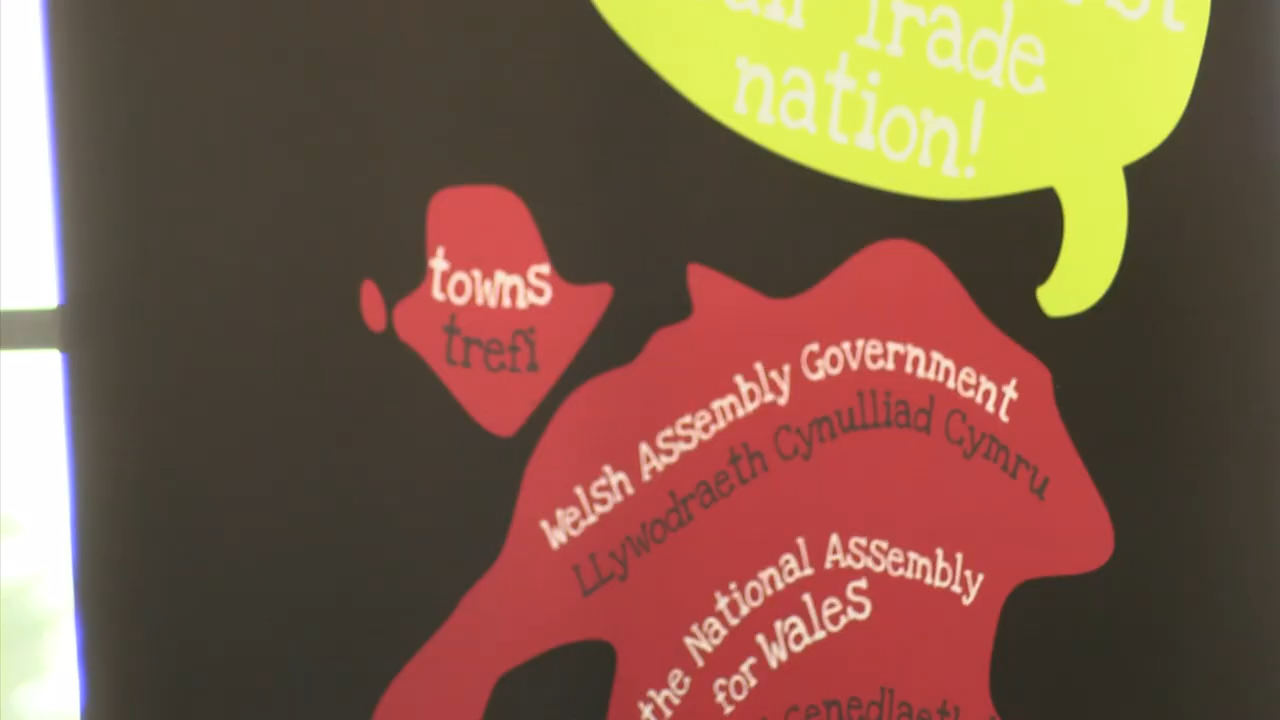 Trade
nation!
towns
trefi
Welsh Assembly Government
LLywodraeth Cynulliad Cymru
the National Assembly
for Wales